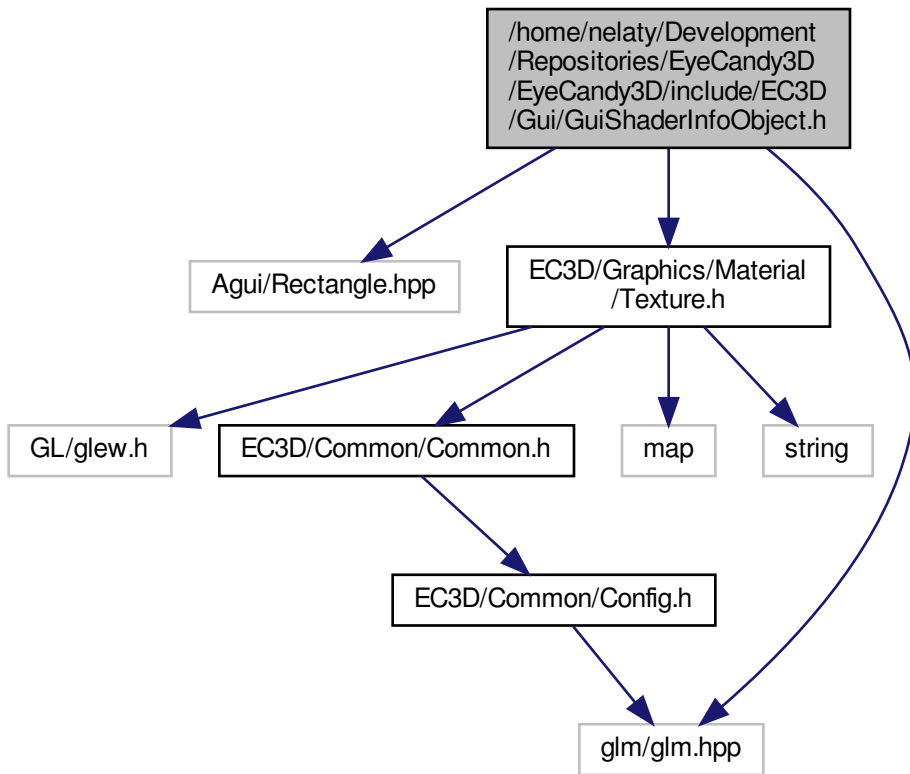 /home/nelaty/Development
/Repositories/EyeCandy3D
/EyeCandy3D/include/EC3D
/Gui/GuiShaderInfoObject.h
Agui/Rectangle.hpp
EC3D/Graphics/Material
/Texture.h
GL/glew.h
EC3D/Common/Common.h
map
string
EC3D/Common/Config.h
glm/glm.hpp